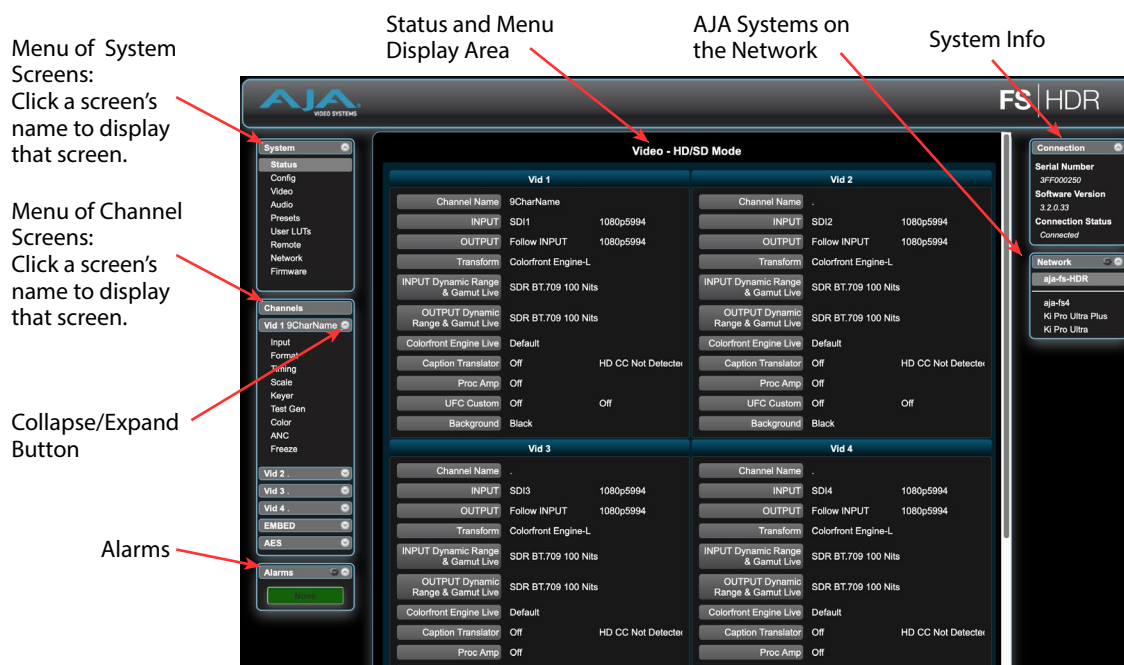 Menu of System
Screens:
Click a screen's
name to display
that screen.
Status and Menu
Display Area
AJA Systems on
the Network
System Info
Menu of Channel
Screens:
Click a screen's
name to display
that screen.
Collapse/Expand
Button
Alarms
AJA
VIDEO SYSTEMS
FS|HDR
System
Status
Config
Video
Audio
Presets
User LUTs
Remote
Network
Firmware
Channels
Vid 1 9CharName
Input
Format
Timing
Scale
Keyer
Test Gen
Color
ANC
Freeze
Vid 2 .
Vid 3 .
Vid 4 .
EMBED
AES
Alarms
None
Video - HD/SD Mode
Vid 1
Channel Name 9CharName
INPUT SDI1 1080p5994
OUTPUT Follow INPUT 1080p5994
Transform Colorfront Engine-L
INPUT Dynamic Range
& Gamut Live SDR BT.709 100 Nits
OUTPUT Dynamic
Range & Gamut Live SDR BT.709 100 Nits
Colorfront Engine Live Default
Caption Translator Off HD CC Not Detected
Proc Amp Off
UFC Custom Off Off
Background Black
Vid 2
Channel Name .
INPUT SDI2 1080p5994
OUTPUT Follow INPUT 1080p5994
Transform Colorfront Engine-L
INPUT Dynamic Range
& Gamut Live SDR BT.709 100 Nits
OUTPUT Dynamic
Range & Gamut Live SDR BT.709 100 Nits
Colorfront Engine Live Default
Caption Translator Off HD CC Not Detected
Proc Amp Off
UFC Custom Off Off
Background Black
Vid 3
Channel Name .
INPUT SDI3 1080p5994
OUTPUT Follow INPUT 1080p5994
Transform Colorfront Engine-L
INPUT Dynamic Range
& Gamut Live SDR BT.709 100 Nits
OUTPUT Dynamic
Range & Gamut Live SDR BT.709 100 Nits
Colorfront Engine Live Default
Caption Translator Off HD CC Not Detected
Proc Amp Off
Vid 4
Channel Name .
INPUT SDI4 1080p5994
OUTPUT Follow INPUT 1080p5994
Transform Colorfront Engine-L
INPUT Dynamic Range
& Gamut Live SDR BT.709 100 Nits
OUTPUT Dynamic
Range & Gamut Live SDR BT.709 100 Nits
Colorfront Engine Live Default
Caption Translator Off HD CC Not Detected
Proc Amp Off
Connection
Serial Number
3FF000250
Software Version
3.2.0.33
Connection Status
Connected
Network
aja-fs-HDR
aja-fs4
Ki Pro Ultra Plus
Ki Pro Ultra